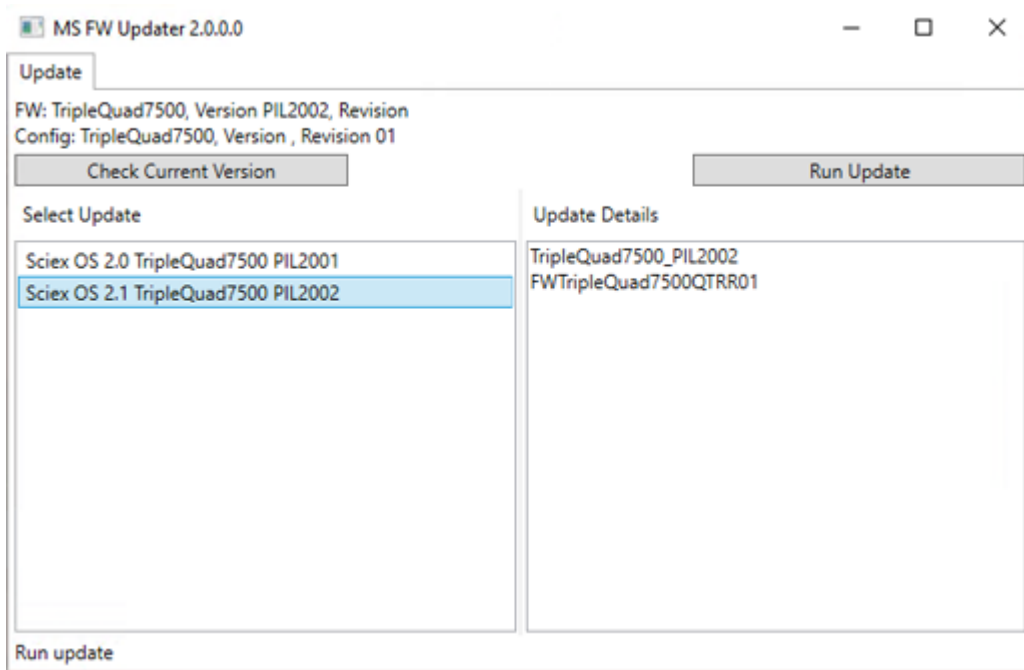 MS FW Updater 2.0.0.0
Update
FW: TripleQuad7500, Version PIL2002, Revision
Config: TripleQuad7500, Version , Revision 01
Check Current Version
Run Update
Select Update
Update Details
Sciex OS 2.0 TripleQuad7500 PIL2001
Sciex OS 2.1 TripleQuad7500 PIL2002
TripleQuad7500_PIL2002
FWTripleQuad7500QTRR01
Run update